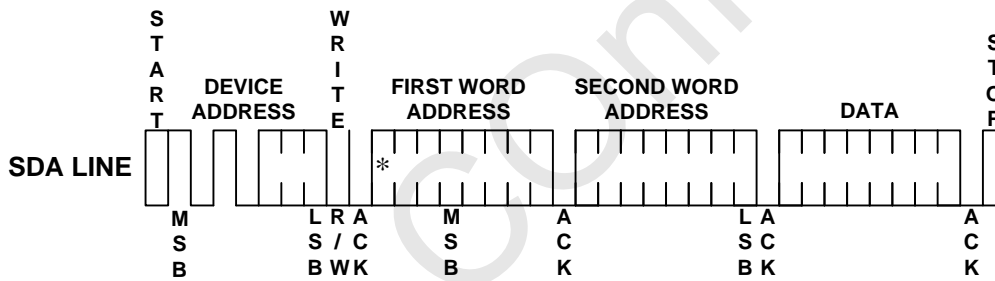 START
WRITE
STOP
DEVICE ADDRESS
FIRST WORD ADDRESS
SECOND WORD ADDRESS
DATA
SDA LINE
*
MSB
LSB
R/W
ACK
MSB
ACK
LSB
ACK
ACK